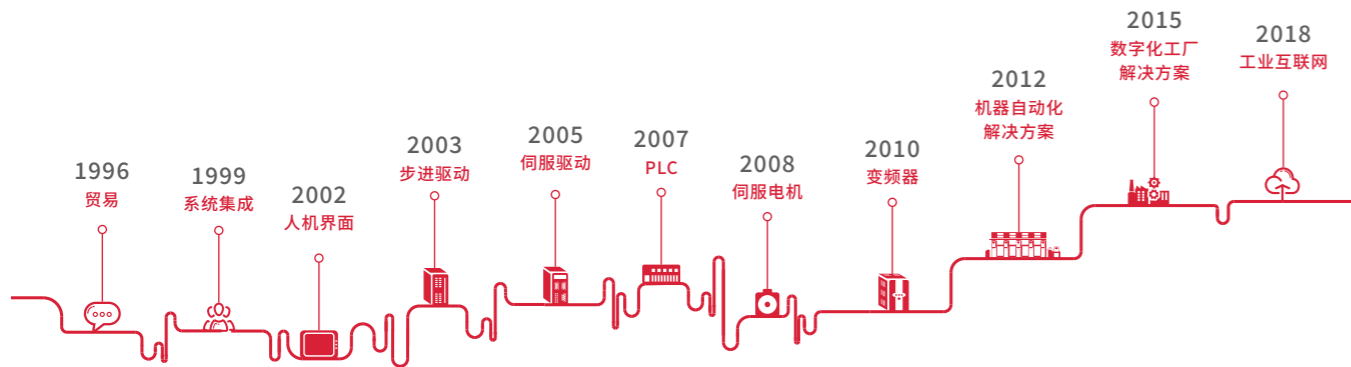 1996
贸易
1999
系统集成
2002
人机界面
2003
步进驱动
2005
伺服驱动
2007
PLC
2008
伺服电机
2010
变频器
2012
机器自动化
解决方案
2015
数字化工厂
解决方案
2018
工业互联网